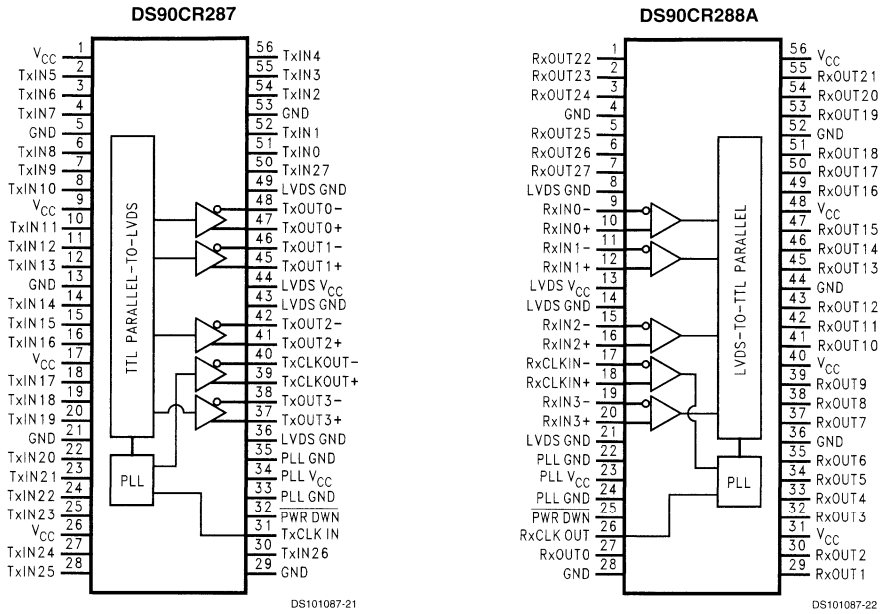 DS90CR287
DS90CR288A
1
VCC
2
TxIN5
3
TxIN6
4
TxIN7
5
GND
6
TxIN8
7
TxIN9
8
TxIN10
9
VCC
10
TxIN11
11
TxIN12
12
TxIN13
13
GND
14
TxIN14
15
TxIN15
16
TxIN16
17
VCC
18
TxIN17
19
TxIN18
20
TxIN19
21
GND
22
TxIN20
23
TxIN21
24
TxIN22
25
TxIN23
26
VCC
27
TxIN24
28
TxIN25
TTL PARALLEL-TO-LVDS
PLL
56
TxIN4
55
TxIN3
54
TxIN2
53
GND
52
TxIN1
51
TxIN0
50
TxIN27
49
LVDS GND
48
TxOUT0-
47
TxOUT0+
46
TxOUT1-
45
TxOUT1+
44
LVDS VCC
43
LVDS GND
42
TxOUT2-
41
TxOUT2+
40
TxCLKOUT-
39
TxCLKOUT+
38
TxOUT3-
37
TxOUT3+
36
LVDS GND
35
PLL GND
34
PLL VCC
33
PLL GND
32
PWR DWN
31
TxCLK IN
30
TxIN26
29
GND
DS101087-21
1
RxOUT22
2
RxOUT23
3
RxOUT24
4
GND
5
RxOUT25
6
RxOUT26
7
RxOUT27
8
LVDS GND
9
RxIN0-
10
RxIN0+
11
RxIN1-
12
RxIN1+
13
LVDS VCC
14
LVDS GND
15
RxIN2-
16
RxIN2+
17
RxCLKIN-
18
RxCLKIN+
19
RxIN3-
20
RxIN3+
21
LVDS GND
22
PLL GND
23
PLL VCC
24
PLL GND
25
PWR DWN
26
RxCLK OUT
27
RxOUT0
28
GND
LVDS-TO-TTL PARALLEL
PLL
56
VCC
55
RxOUT21
54
RxOUT20
53
RxOUT19
52
GND
51
RxOUT18
50
RxOUT17
49
RxOUT16
48
VCC
47
RxOUT15
46
RxOUT14
45
RxOUT13
44
GND
43
RxOUT12
42
RxOUT11
41
RxOUT10
40
VCC
39
RxOUT9
38
RxOUT8
37
RxOUT7
36
GND
35
RxOUT6
34
RxOUT5
33
RxOUT4
32
RxOUT3
31
VCC
30
RxOUT2
29
RxOUT1
DS101087-22